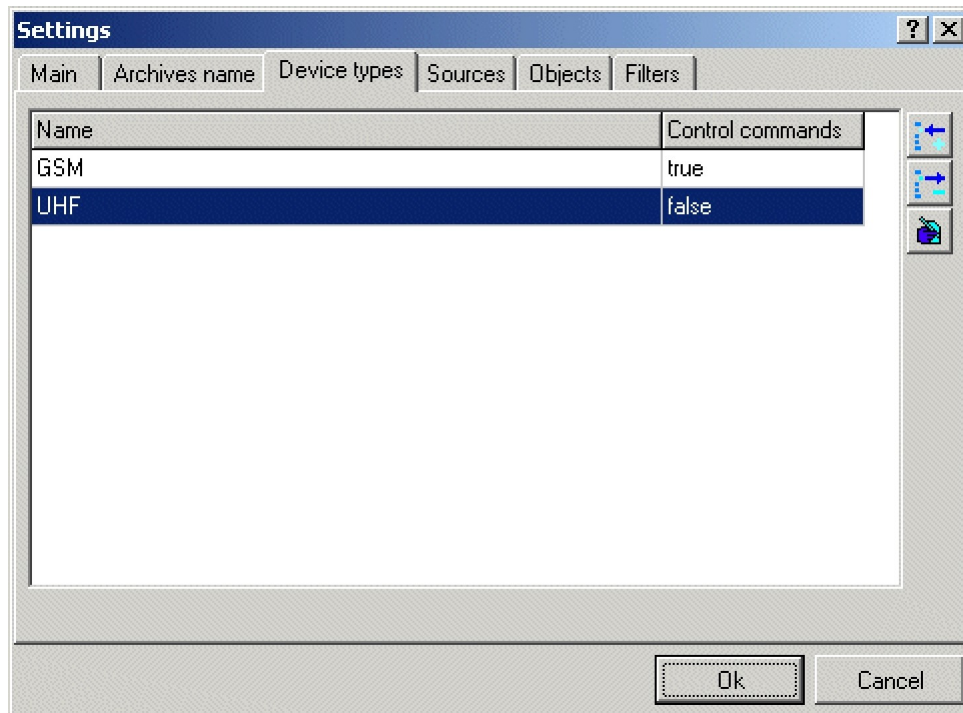 Settings
Main Archives name Device types Sources Objects Filters
Name Control commands
GSM true
UHF false
Ok Cancel